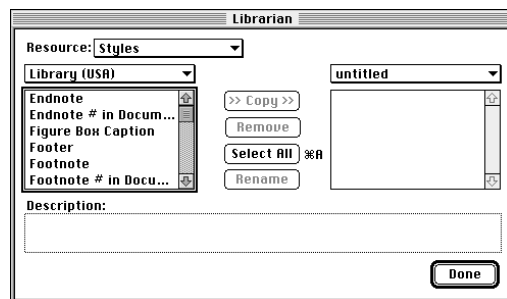 Librarian
Resource: Styles
Library (USA)
untitled
Endnote
Endnote # in Docum...
Figure Box Caption
Footer
Footnote
Footnote # in Docu...
>> Copy >>
Remove
Select All ⌘A
Rename
Description:
Done